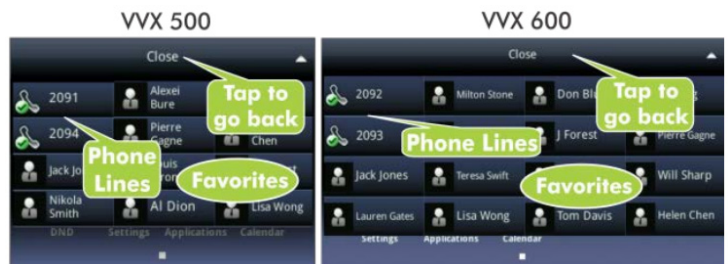 VVX 500
VVX 600
Close
2091
Alexei
Bure
Tap to
go back
2094
Pierre
Gagne
Chen
Phone
Lines
Favorites
Nikola
Smith
Al Dion
Lisa Wong
DND Settings Applications Calendar
Close
2092
Milton Stone
Don
Tap to
go back
2093
Phone Lines
J Forest
Pierre Gagne
Jack Jones
Teresa Swift
Favorites
Will Sharp
Lauren Gates
Lisa Wong
Tom Davis
Helen Chen
Settings Applications Calendar